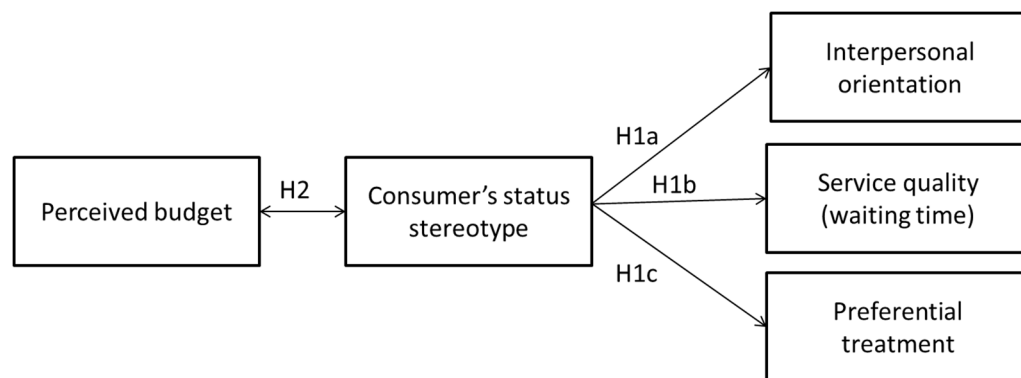 Interpersonal
orientation
H1a
Perceived budget
H2
Consumer’s status
stereotype
H1b
Service quality
(waiting time)
H1c
Preferential
treatment